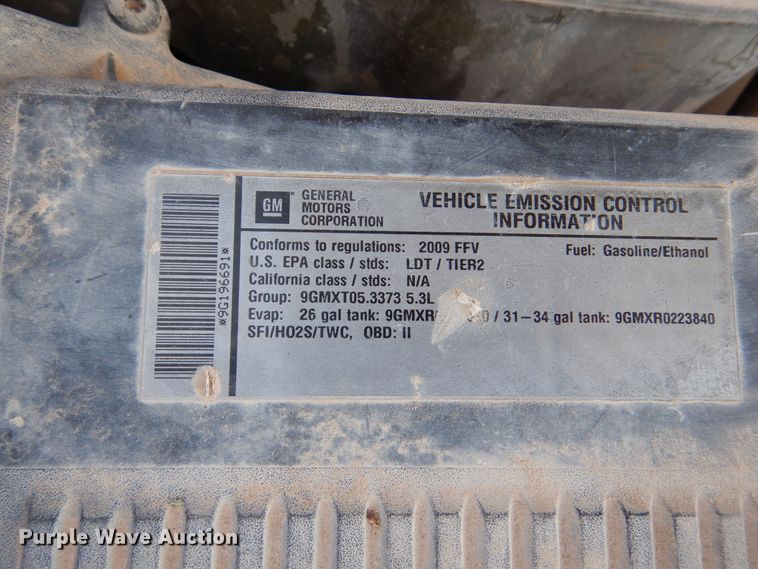 *9G196691*
GM
GENERAL
MOTORS
CORPORATION
VEHICLE EMISSION CONTROL
INFORMATION
Conforms to regulations: 2009 FFV Fuel: Gasoline/Ethanol
U.S. EPA class / stds: LDT / TIER2
California class / stds: N/A
Group: 9GMXT05.3373 5.3L
Evap: 26 gal tank: / 31-34 gal tank: 9GMXR0223840
SFI/HO2S/TWC, OBD: II
Purple Wave Auction